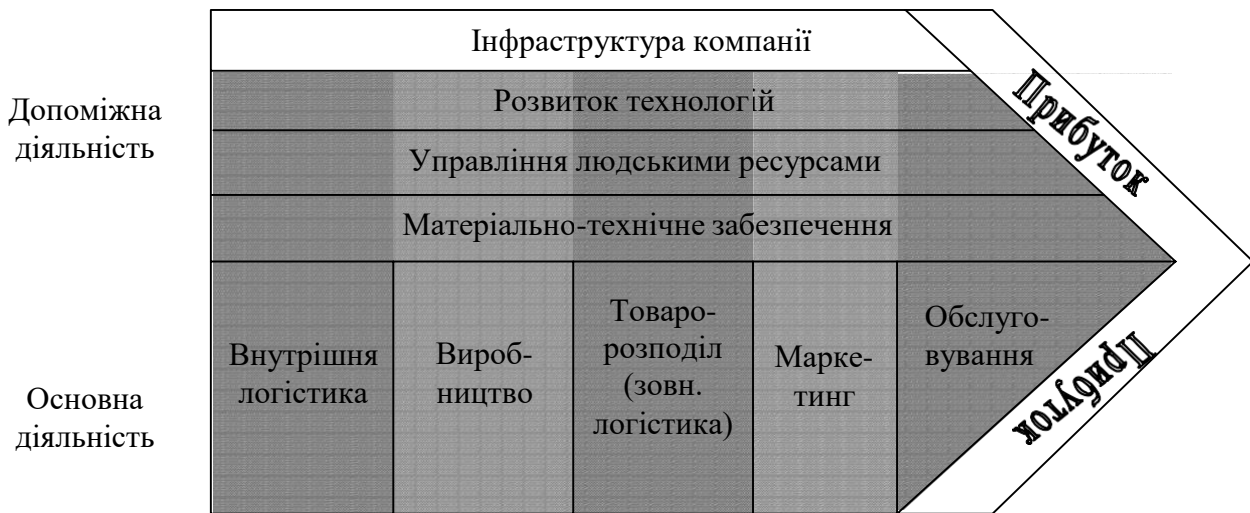 Інфраструктура компанії
Розвиток технологій
Управління людськими ресурсами
Матеріально-технічне забезпечення
Допоміжна
діяльність
Прибуток
Внутрішня
логістика
Вироб-
ництво
Товаро-
розподіл
(зовн.
логістика)
Марке-
тинг
Обслуго-
вування
Прибуток
Основна
діяльність